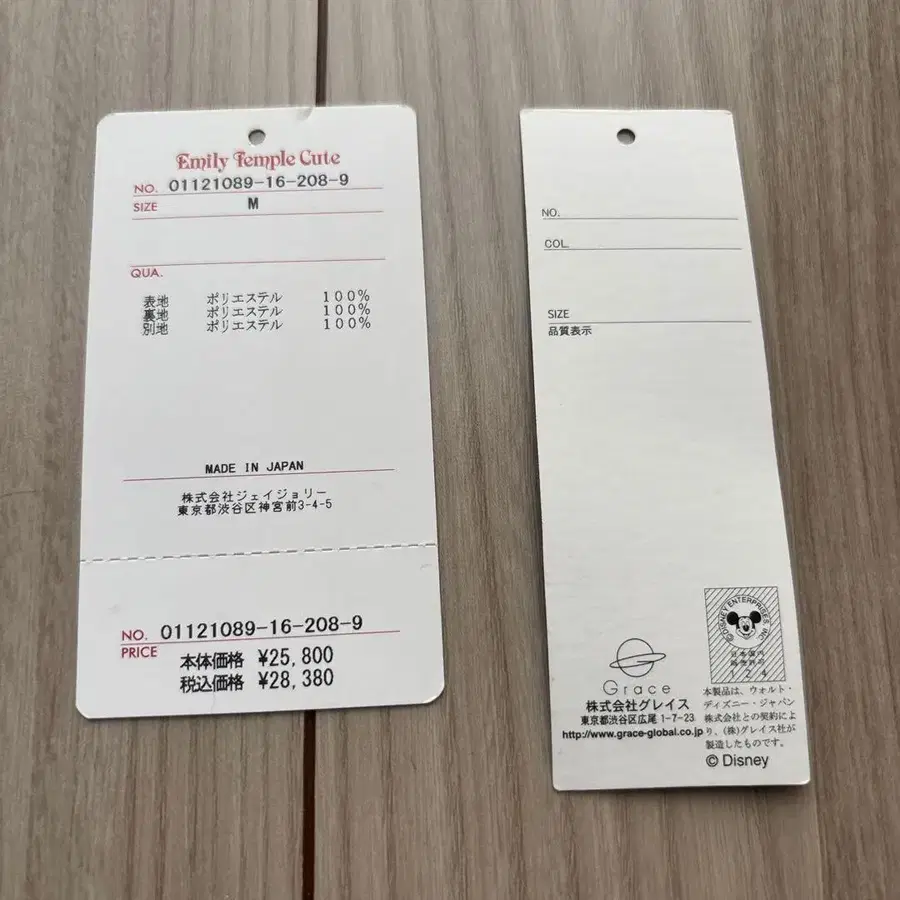 Emily Temple Cute
NO. 01121089-16-208-9
SIZE M
QUA.
表地 ポリエステル 100%
裏地 ポリエステル 100%
別地 ポリエステル 100%
MADE IN JAPAN
株式会社ジェイジョリー
東京都渋谷区神宮前3-4-5
NO. 01121089-16-208-9
PRICE
本体価格 ¥25,800
税込価格 ¥28,380
NO.
COL.
SIZE
品質表示
© DISNEY ENTERPRISES INC.
日本国内
124
Grace
株式会社グレイス
東京都渋谷区広尾 1-7-23
http://www.grace-global.co.jp
本製品は、ウォルト・
ディズニー・ジャパン
株式会社との契約によ
り、(株)グレイス社が
製造したものです。
© Disney